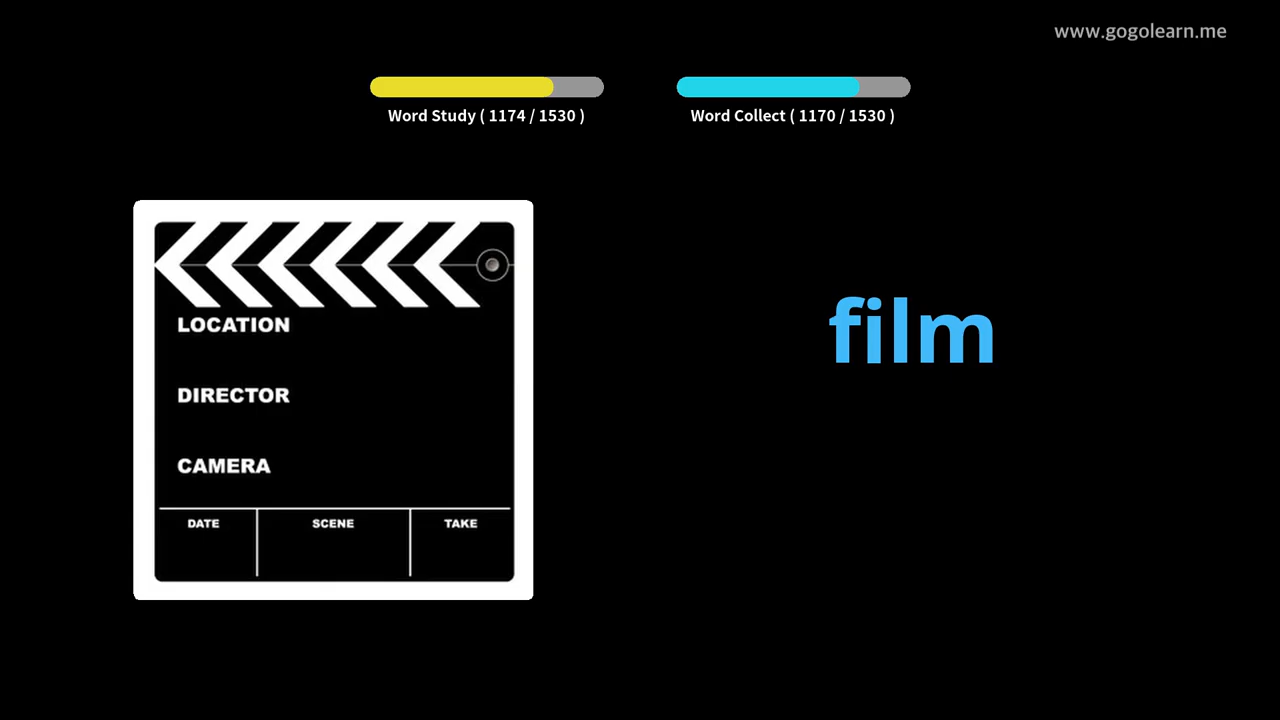 www.gogolearn.me
Word Study ( 1174 / 1530 )
Word Collect ( 1170 / 1530 )
LOCATION
DIRECTOR
CAMERA
DATE
SCENE
TAKE
film